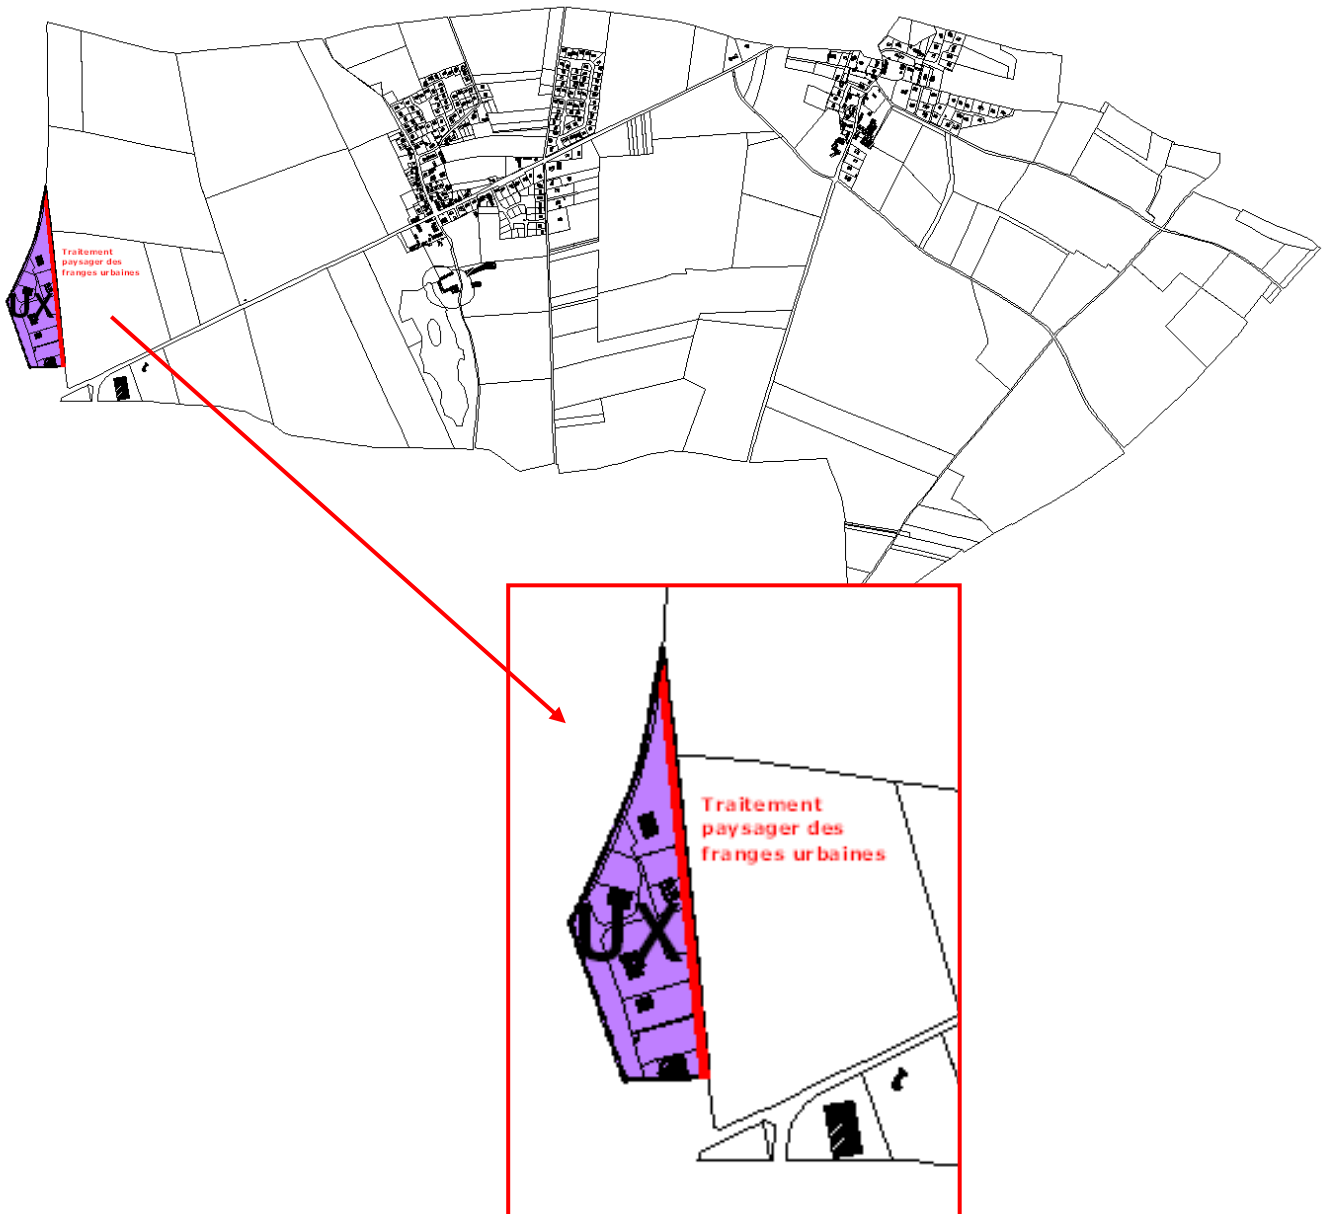 Traitement
paysager des
franges urbaines
UX
Traitement
paysager des
franges urbaines
UX